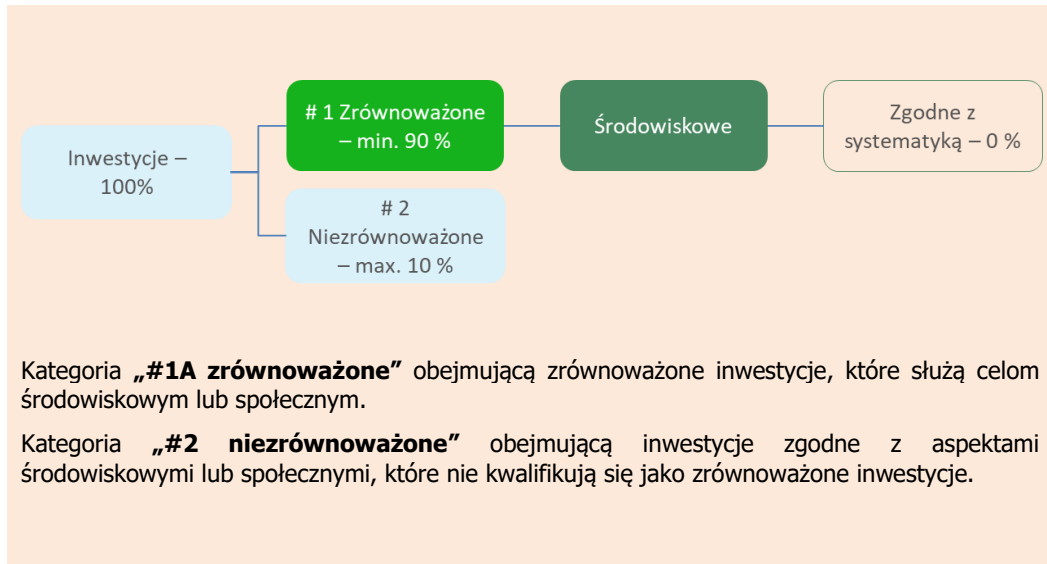 # 1 Zrównoważone
– min. 90 %
Środowiskowe
Zgodne z
systematyką – 0 %
Inwestycje –
100%
# 2
Niezrównoważone
– max. 10 %
Kategoria „#1A zrównoważone” obejmującą zrównoważone inwestycje, które służą celom
środowiskowym lub społecznym.
Kategoria „#2 niezrównoważone” obejmującą inwestycje zgodne z aspektami
środowiskowymi lub społecznymi, które nie kwalifikują się jako zrównoważone inwestycje.